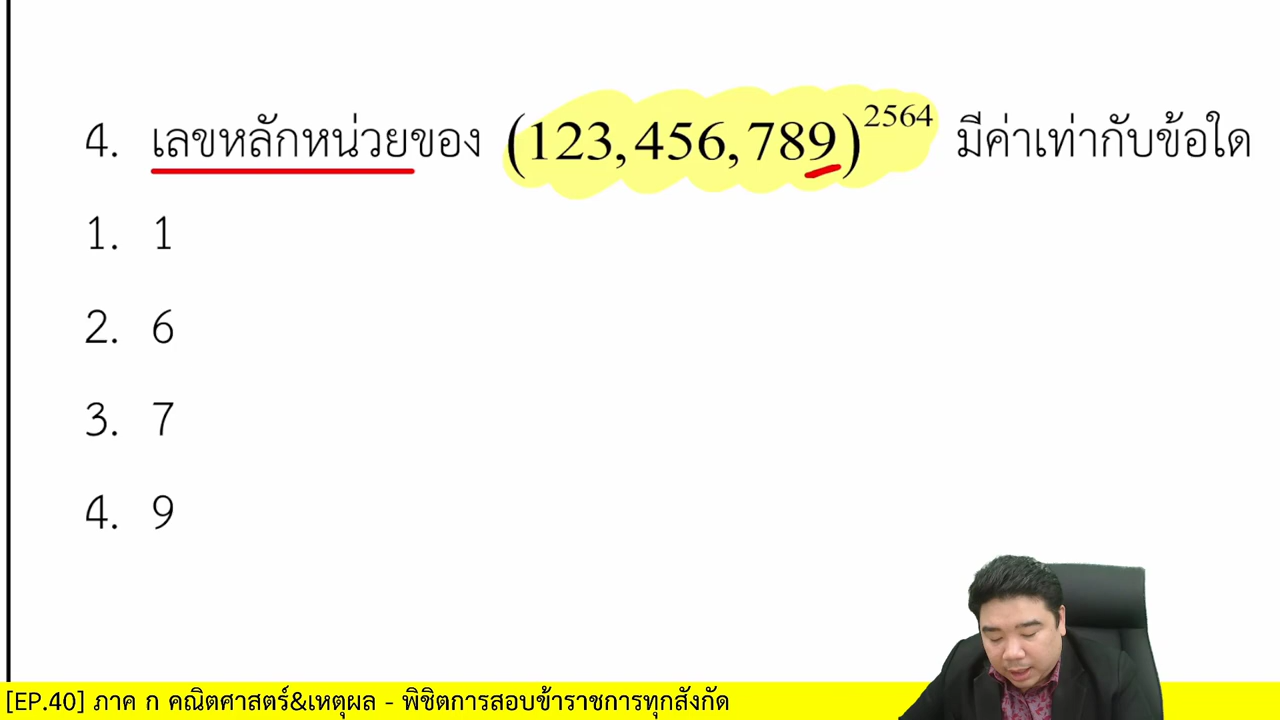 4. เลขหลักหน่วยของ (123,456,789)^2564 มีค่าเท่ากับข้อใด
1. 1
2. 6
3. 7
4. 9
[EP.40] ภาค ก คณิตศาสตร์&เหตุผล - พิชิตการสอบข้าราชการทุกสังกัด